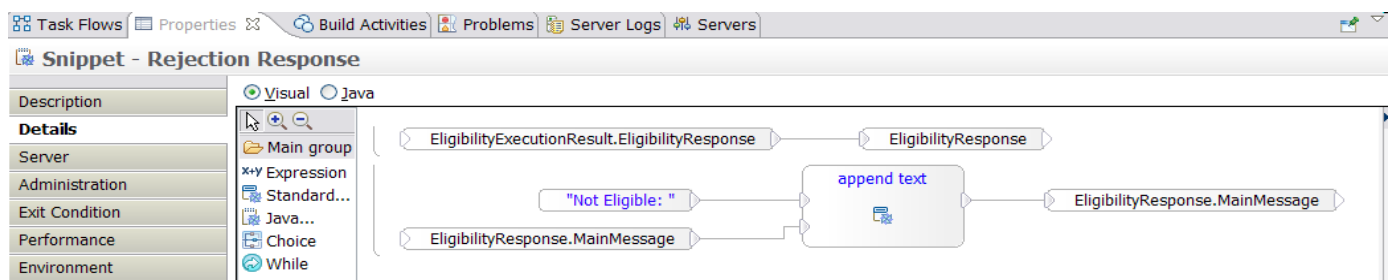 Task Flows Properties Build Activities Problems Server Logs Servers
Snippet - Rejection Response
Visual Java
Description
Details
Server
Administration
Exit Condition
Performance
Environment
Main group
x+y Expression
Standard...
Java...
Choice
While
EligibilityExecutionResult.EligibilityResponse EligibilityResponse
append text
"Not Eligible: " EligibilityResponse.MainMessage
EligibilityResponse.MainMessage